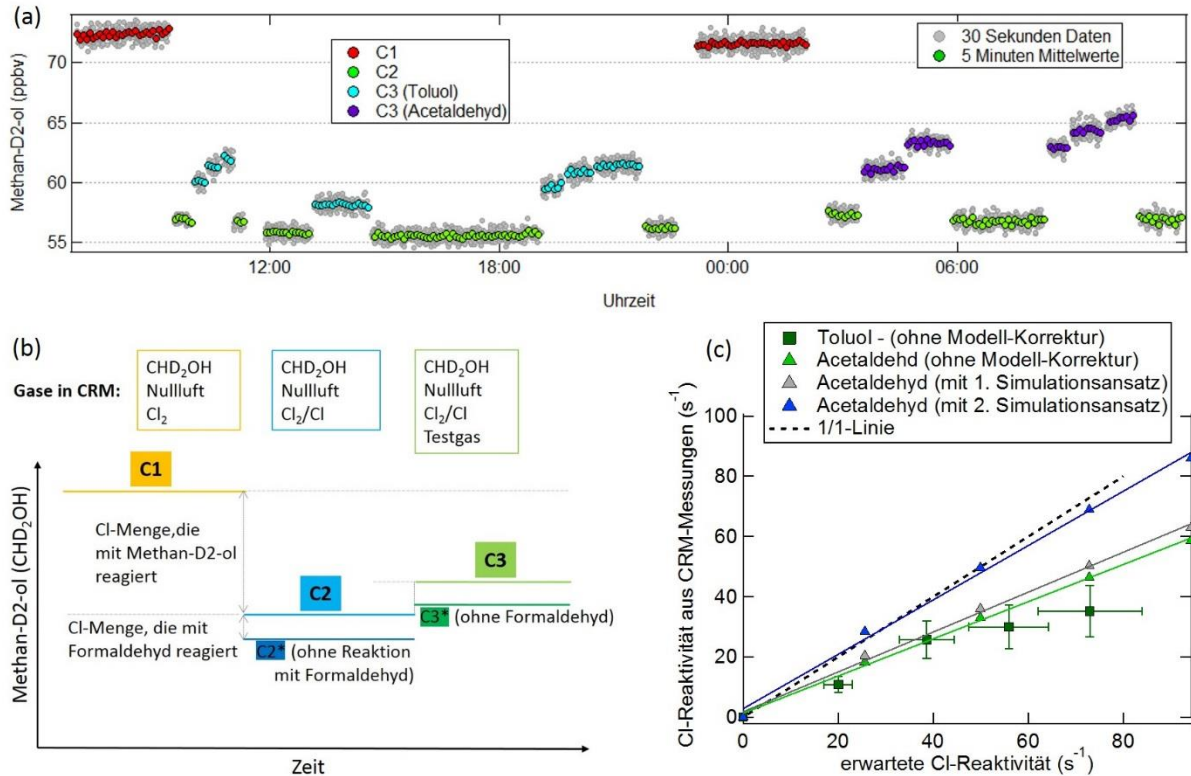 (a)
Methan-D2-ol (ppbv)
70
65
60
55
C1
C2
C3 (Toluol)
C3 (Acetaldehyd)
30 Sekunden Daten
5 Minuten Mittelwerte
12:00
18:00
00:00
06:00
Uhrzeit
(b)
Gase in CRM:
CHD₂OH
Nullluft
Cl₂
CHD₂OH
Nullluft
Cl₂/Cl
CHD₂OH
Nullluft
Cl₂/Cl
Testgas
Methan-D2-ol (CHD₂OH)
C1
Cl-Menge,die
mit Methan-D2-ol
reagiert
C2
C3
Cl-Menge, die mit
Formaldehyd reagiert
C2* (ohne Reaktion
mit Formaldehyd)
C3* (ohne Formaldehyd)
Zeit
(c)
Toluol - (ohne Modell-Korrektur)
Acetaldehd (ohne Modell-Korrektur)
Acetaldehyd (mit 1. Simulationsansatz)
Acetaldehyd (mit 2. Simulationsansatz)
1/1-Linie
Cl-Reaktivität aus CRM-Messungen (s⁻¹)
100
80
60
40
20
0
0
20
40
60
80
erwartete Cl-Reaktivität (s⁻¹)